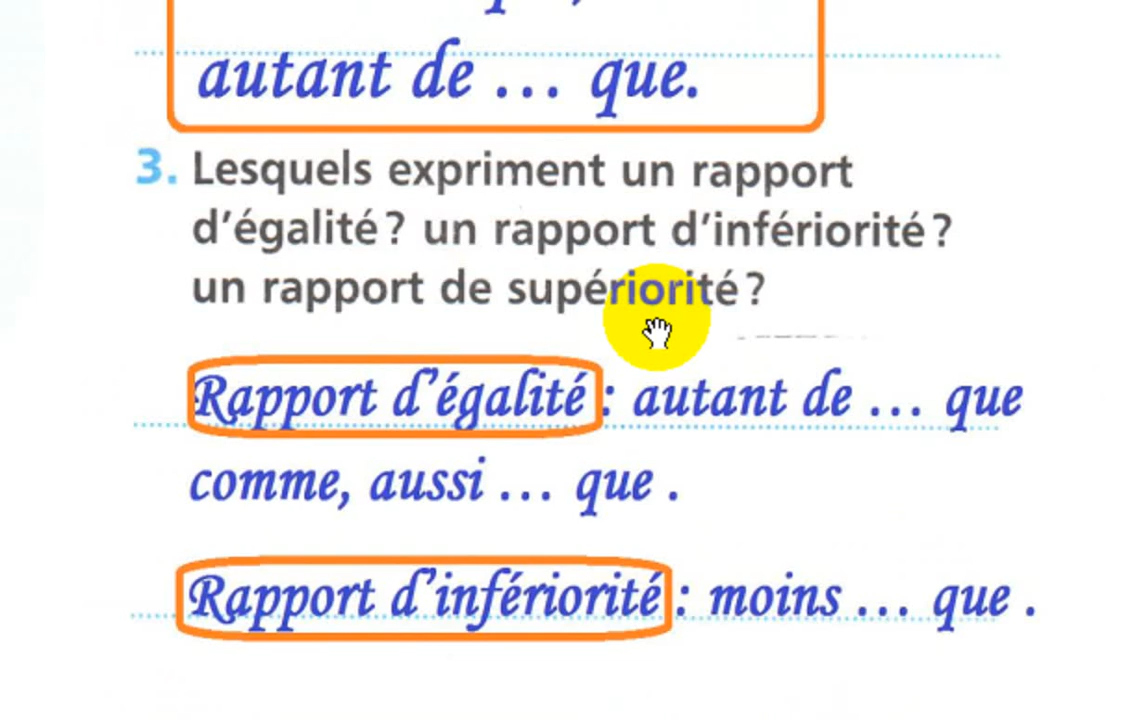 autant de ... que.
3. Lesquels expriment un rapport
d'égalité ? un rapport d'infériorité ?
un rapport de supériorité ?
Rapport d'égalité : autant de ... que
comme, aussi ... que .
Rapport d'infériorité : moins ... que .